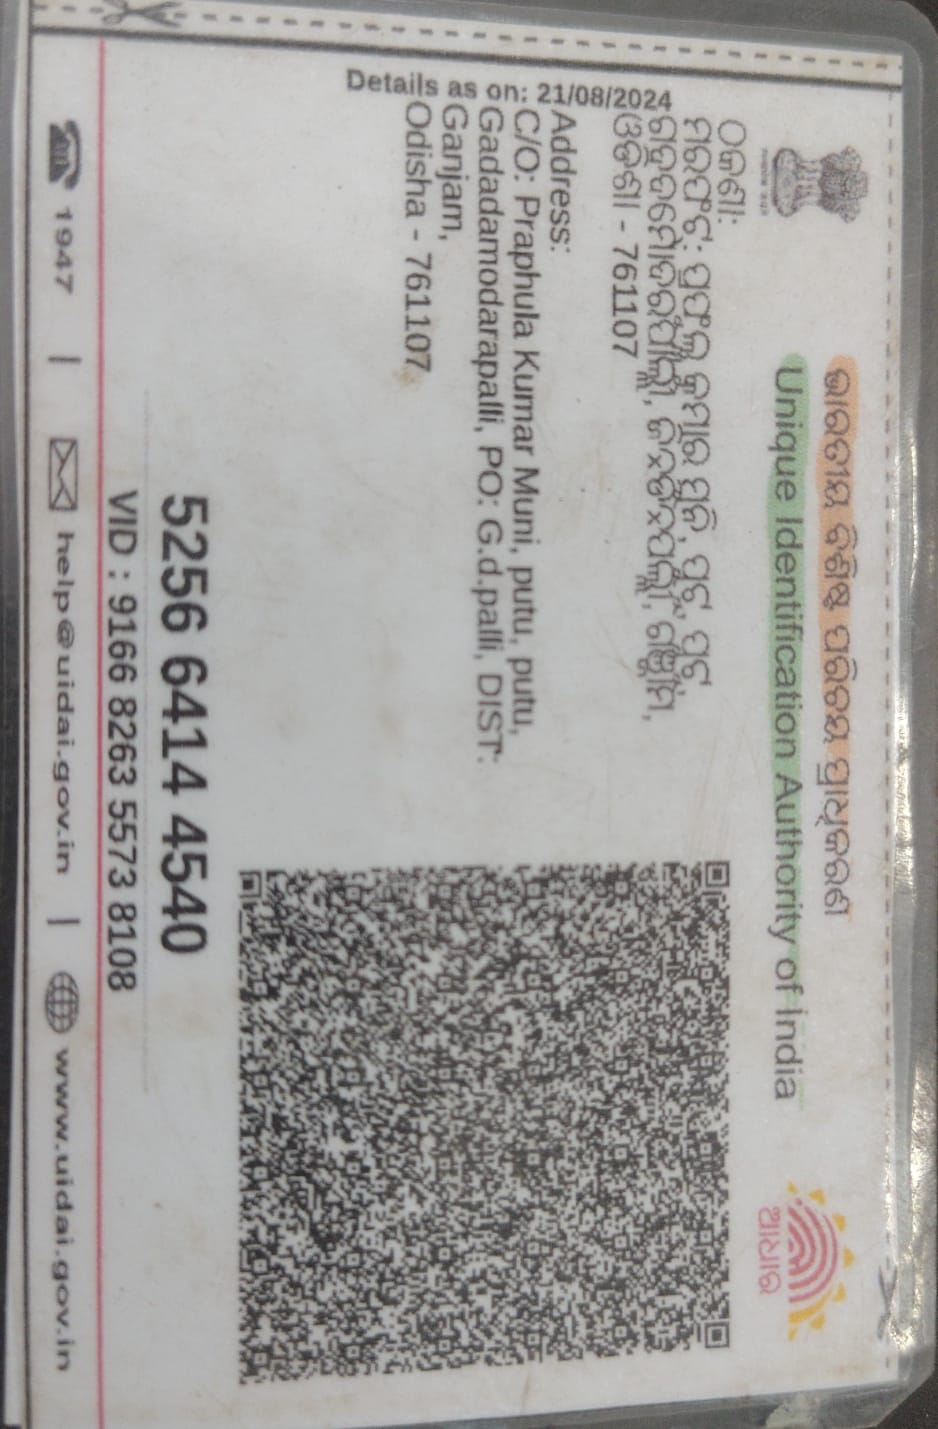 ଭାରତୀୟ ବିଶିଷ୍ଟ ପରିଚୟ ପ୍ରାଧିକରଣ
Unique Identification Authority of India
ଆଧାର
Details as on: 21/08/2024
ଠିକଣା:
ଓଡିଶା - 761107
Address:
C/O: Praphula Kumar Muni, putu, putu,
Gadadamodarapalli, PO: G.d.palli, DIST:
Ganjam,
Odisha - 761107
5256 6414 4540
VID : 9166 8263 5573 8108
1947 | help@uidai.gov.in | www.uidai.gov.in